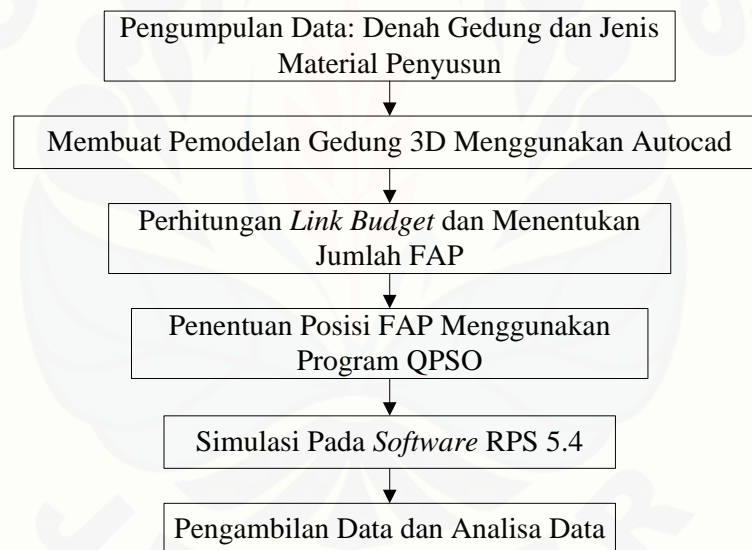 Pengumpulan Data: Denah Gedung dan Jenis
Material Penyusun
Membuat Pemodelan Gedung 3D Menggunakan Autocad
Perhitungan Link Budget dan Menentukan
Jumlah FAP
Penentuan Posisi FAP Menggunakan
Program QPSO
Simulasi Pada Software RPS 5.4
Pengambilan Data dan Analisa Data